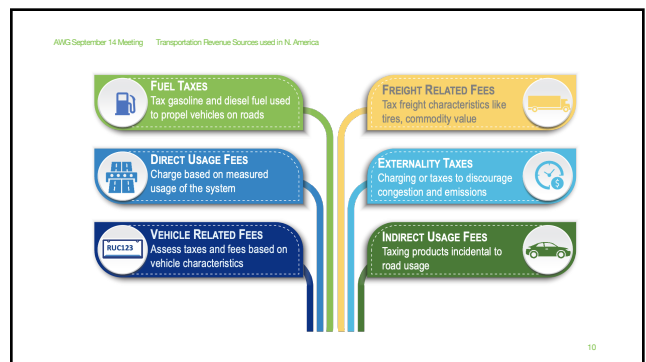 AWG September 14 Meeting Transportation Revenue Sources used in N. America
FUEL TAXES
Tax gasoline and diesel fuel used
to propel vehicles on roads
DIRECT USAGE FEES
Charge based on measured
usage of the system
RUC123
VEHICLE RELATED FEES
Assess taxes and fees based on
vehicle characteristics
FREIGHT RELATED FEES
Tax freight characteristics like
tires, commodity value
EXTERNALITY TAXES
Charging or taxes to discourage
congestion and emissions
$
INDIRECT USAGE FEES
Taxing products incidental to
road usage
10